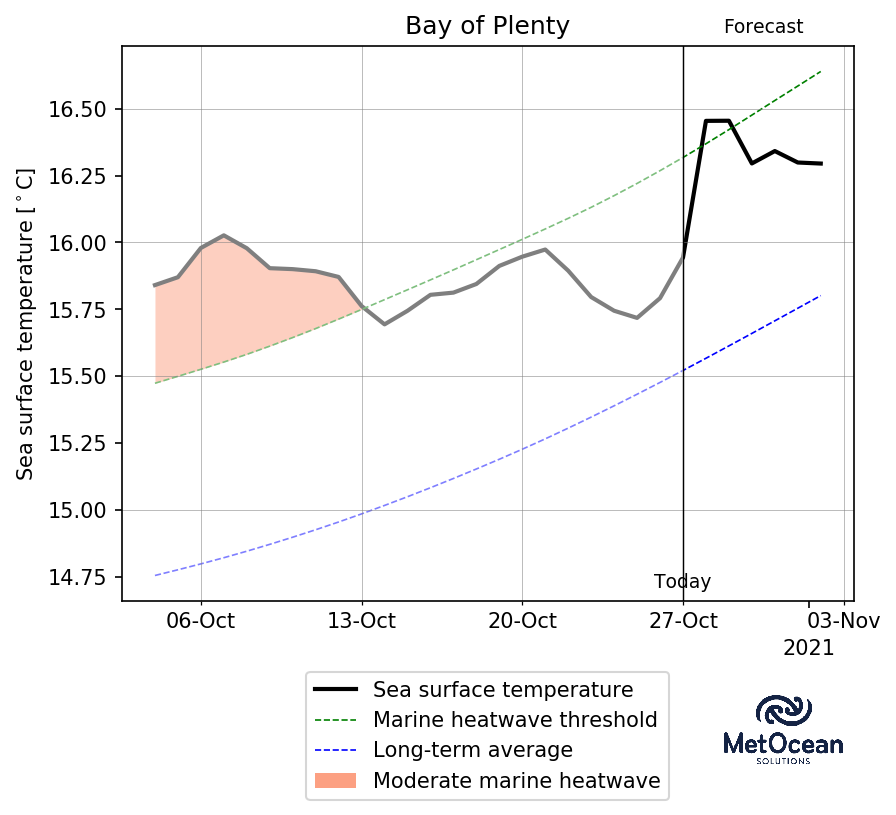 Bay of Plenty
Forecast
Sea surface temperature [°C]
16.50
16.25
16.00
15.75
15.50
15.25
15.00
14.75
Today
06-Oct
13-Oct
20-Oct
27-Oct
03-Nov
2021
Sea surface temperature
Marine heatwave threshold
Long-term average
Moderate marine heatwave
MetOcean
SOLUTIONS